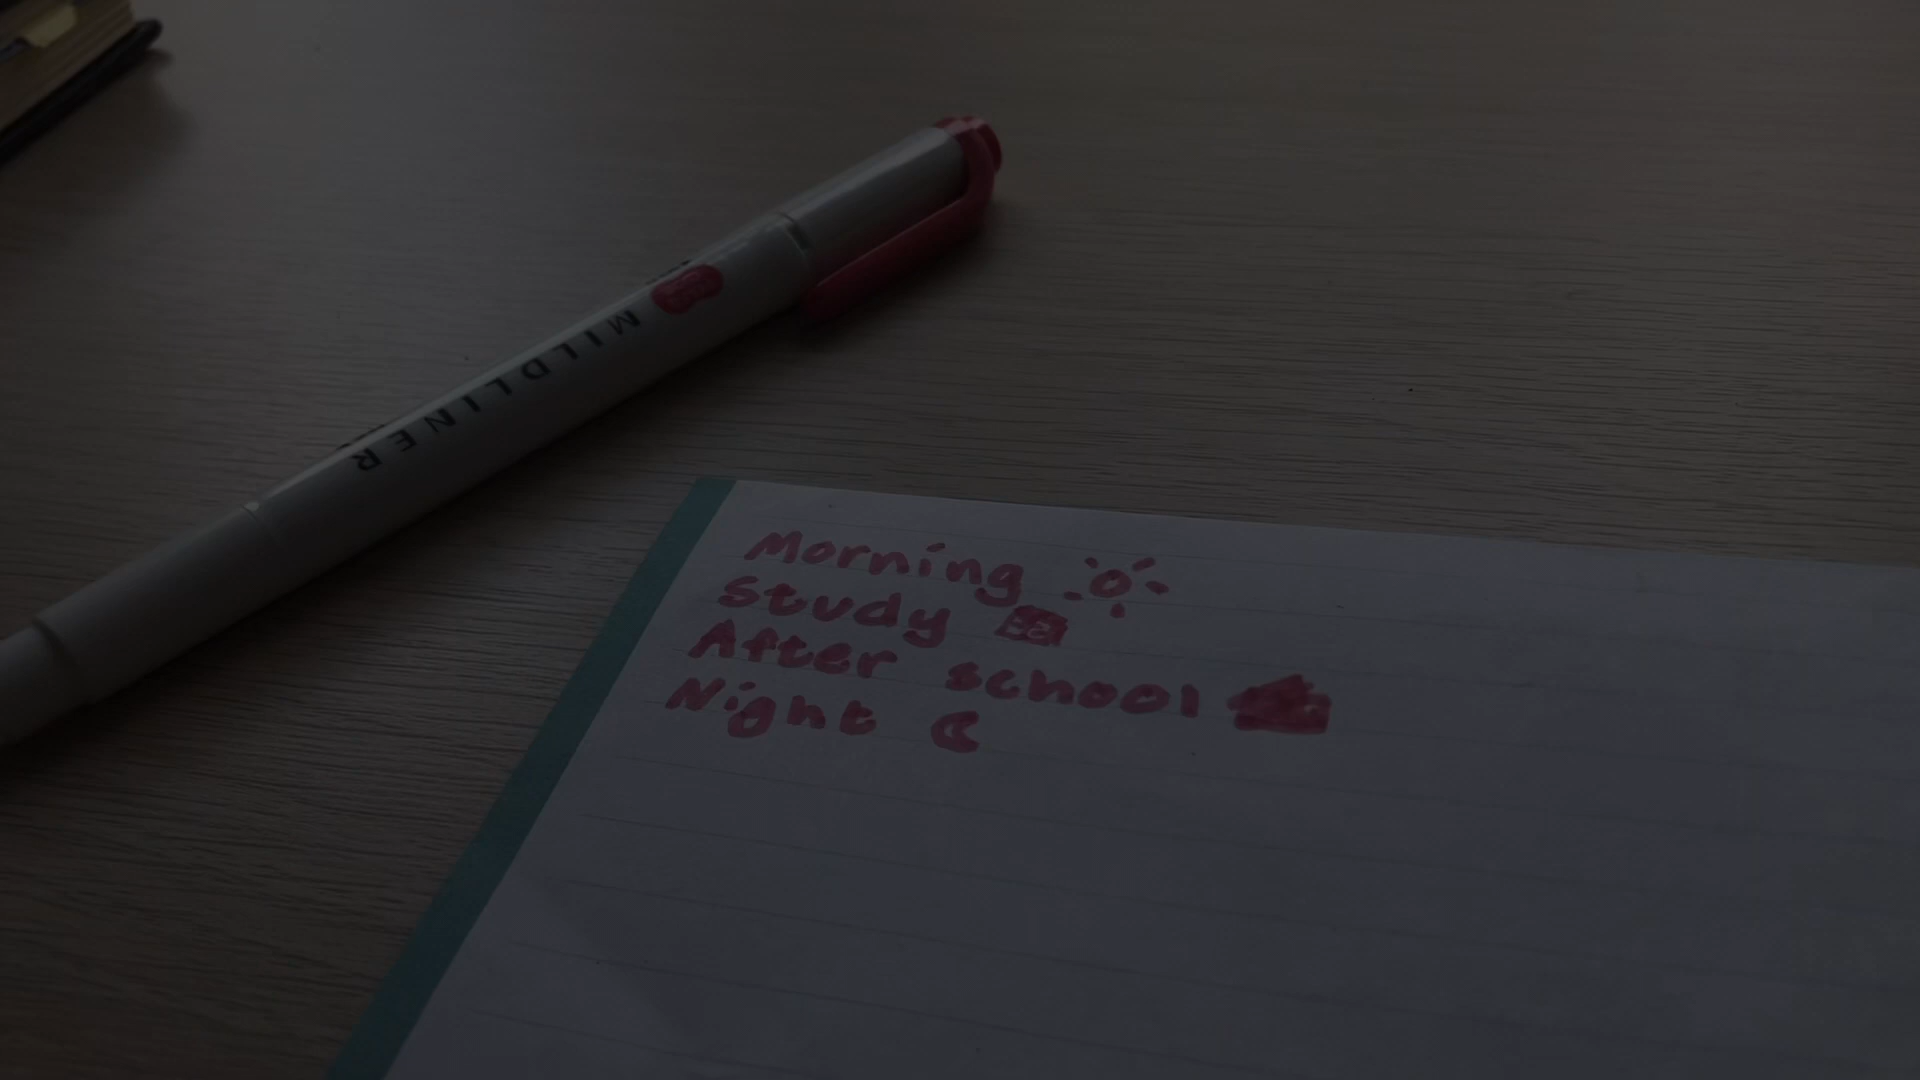 MILDLINER
Morning
Study
After school
Night